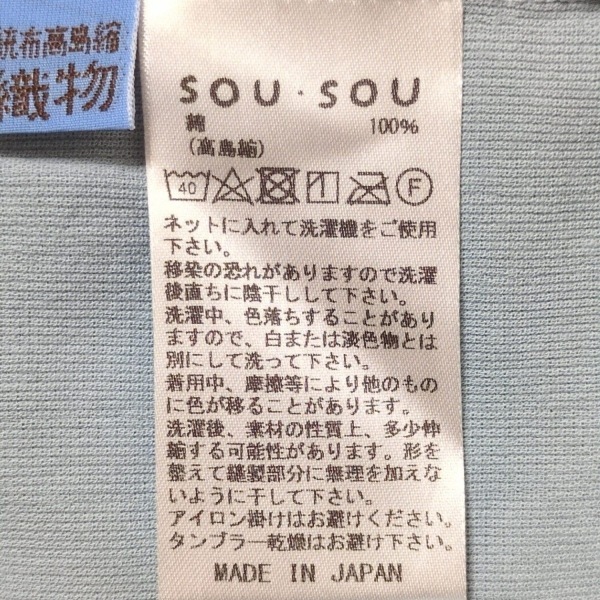 布高島縮
織物
SOU・SOU
綿 100%
(高島縮)
40
F
ネットに入れて洗濯機をご使用
下さい。
移染の恐れがありますので洗濯
後直ちに陰干しして下さい。
洗濯中、色落ちすることがあり
ますので、白または淡色物とは
別にして洗って下さい。
着用中、摩擦等により他のもの
に色が移ることがあります。
洗濯後、素材の性質上、多少伸
縮する可能性があります。形を
整えて縫製部分に無理を加えな
いように干して下さい。
アイロン掛けはお避けください。
タンブラー乾燥はお避け下さい。
MADE IN JAPAN